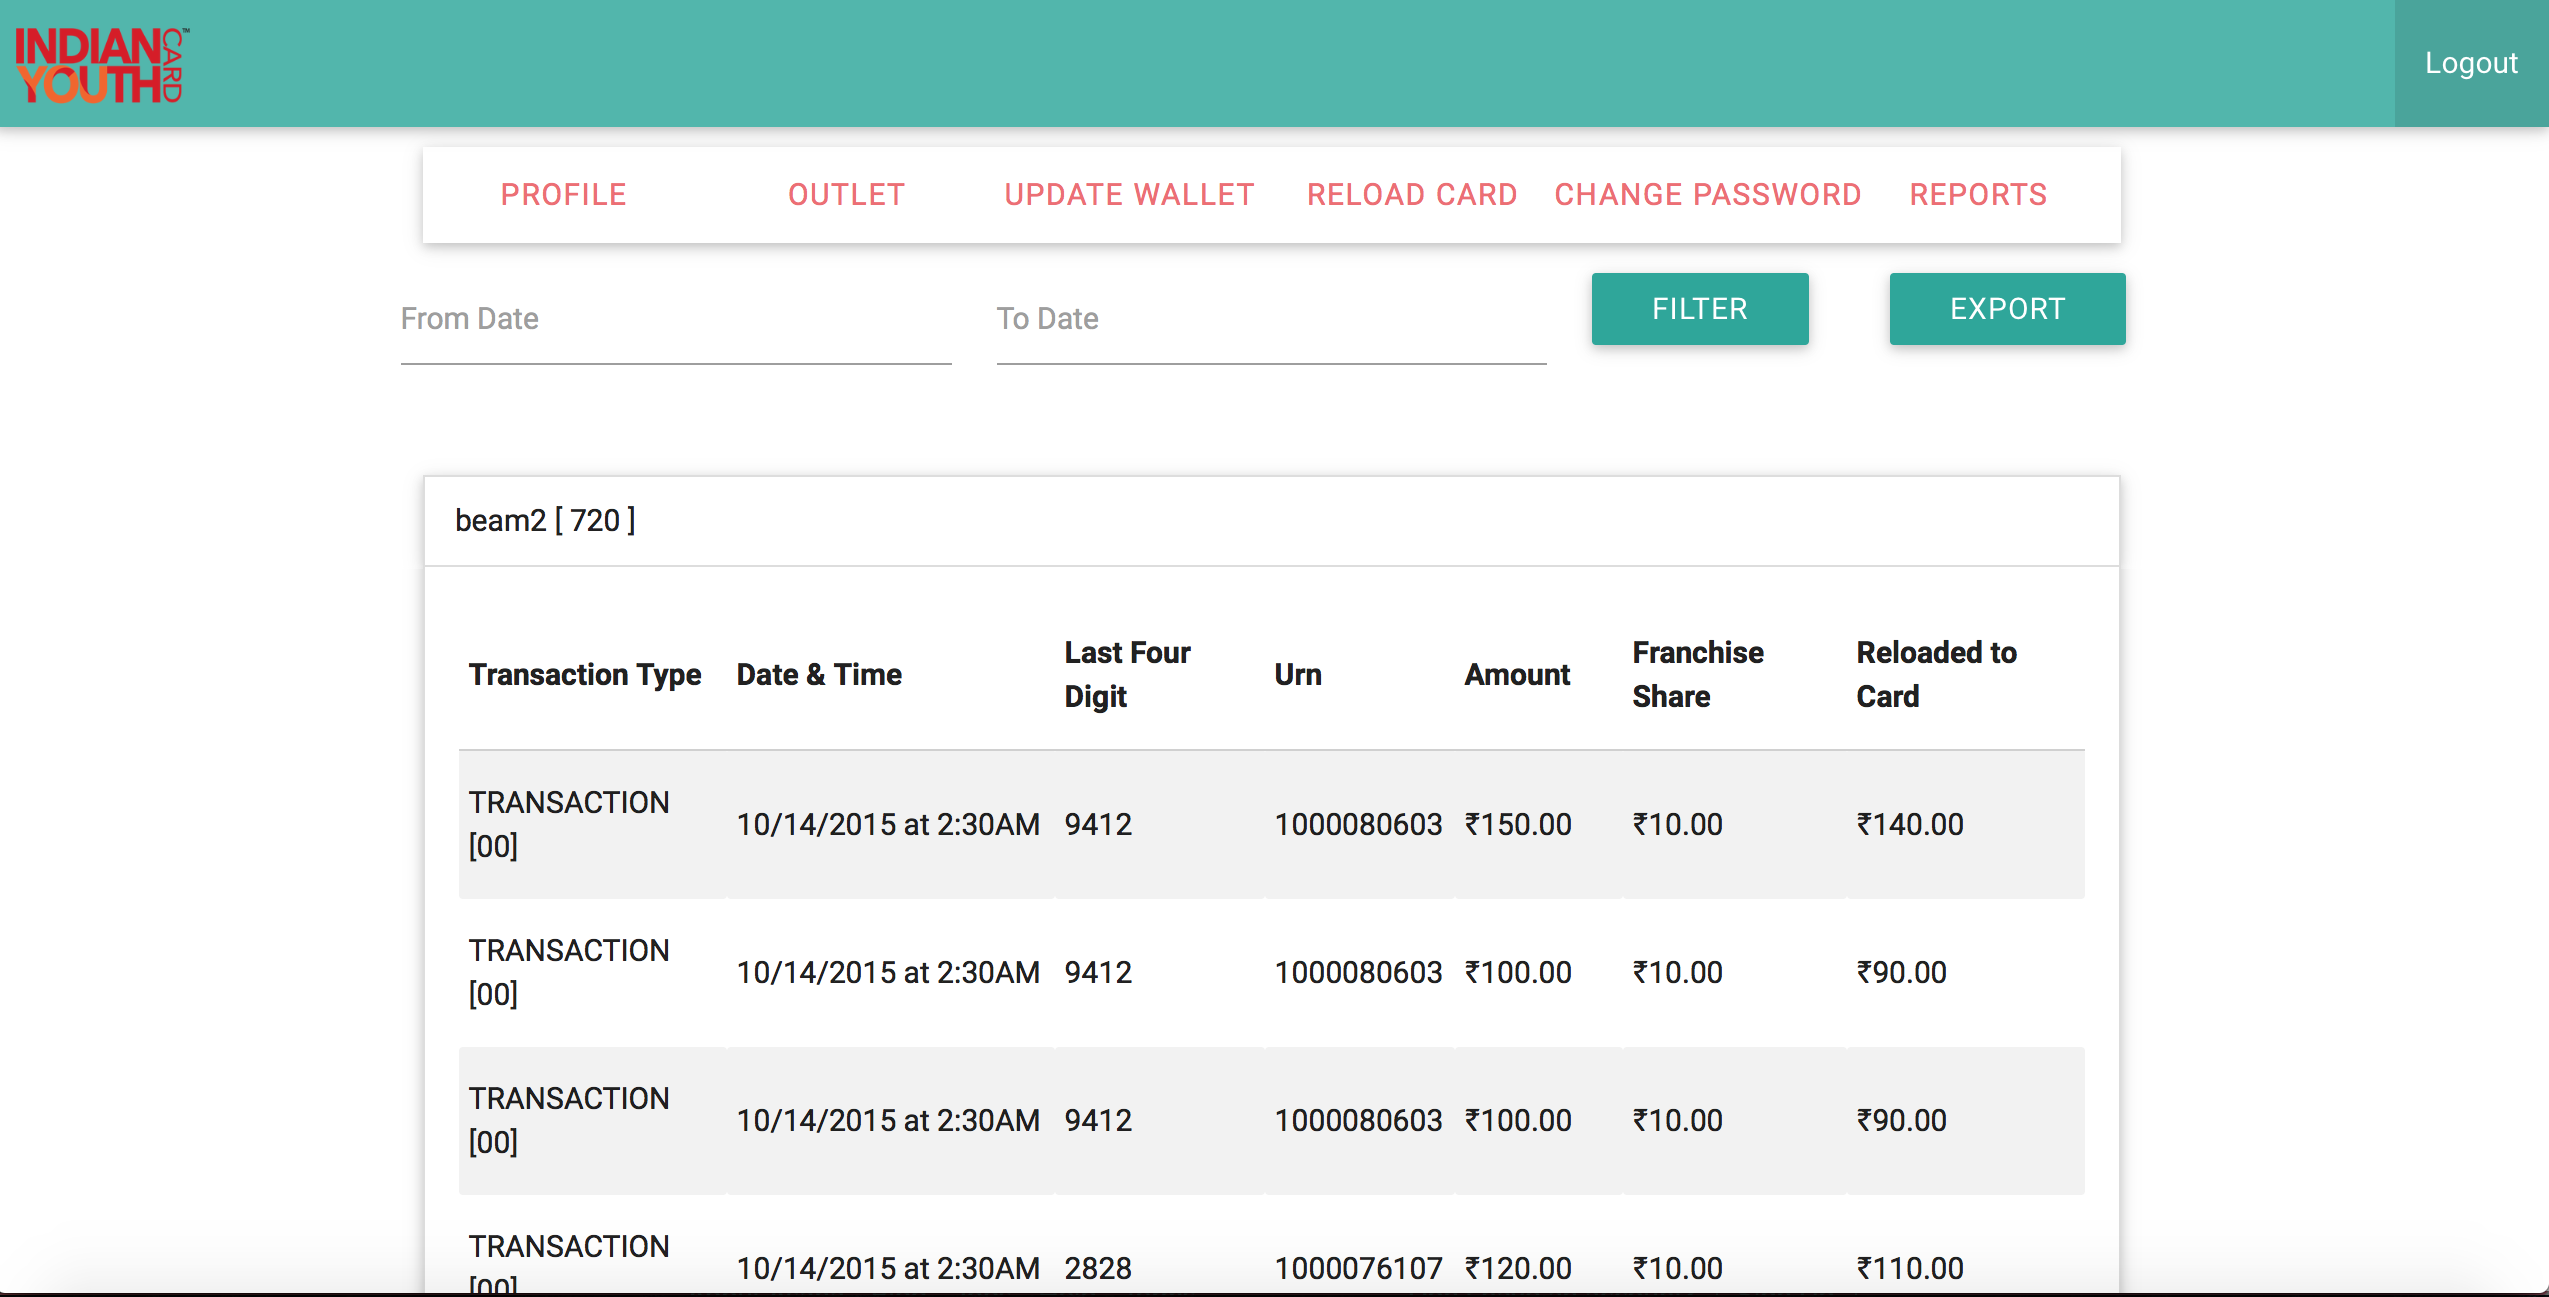 INDIAN
YOUTH
CARD™
Logout
PROFILE OUTLET UPDATE WALLET RELOAD CARD CHANGE PASSWORD REPORTS
From Date To Date FILTER EXPORT
beam2 [ 720 ]
Transaction Type Date & Time Last Four Digit Urn Amount Franchise Share Reloaded to Card
TRANSACTION [00] 10/14/2015 at 2:30AM 9412 1000080603 ₹150.00 ₹10.00 ₹140.00
TRANSACTION [00] 10/14/2015 at 2:30AM 9412 1000080603 ₹100.00 ₹10.00 ₹90.00
TRANSACTION [00] 10/14/2015 at 2:30AM 9412 1000080603 ₹100.00 ₹10.00 ₹90.00
TRANSACTION [00] 10/14/2015 at 2:30AM 2828 1000076107 ₹120.00 ₹10.00 ₹110.00